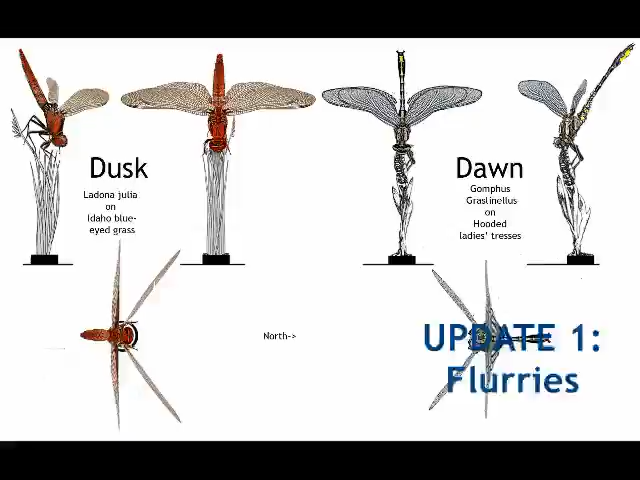 Dusk
Ladona julia
on
Idaho blue-
eyed grass
Dawn
Gomphus
Graslinellus
on
Hooded
ladies' tresses
North->
UPDATE 1:
Flurries